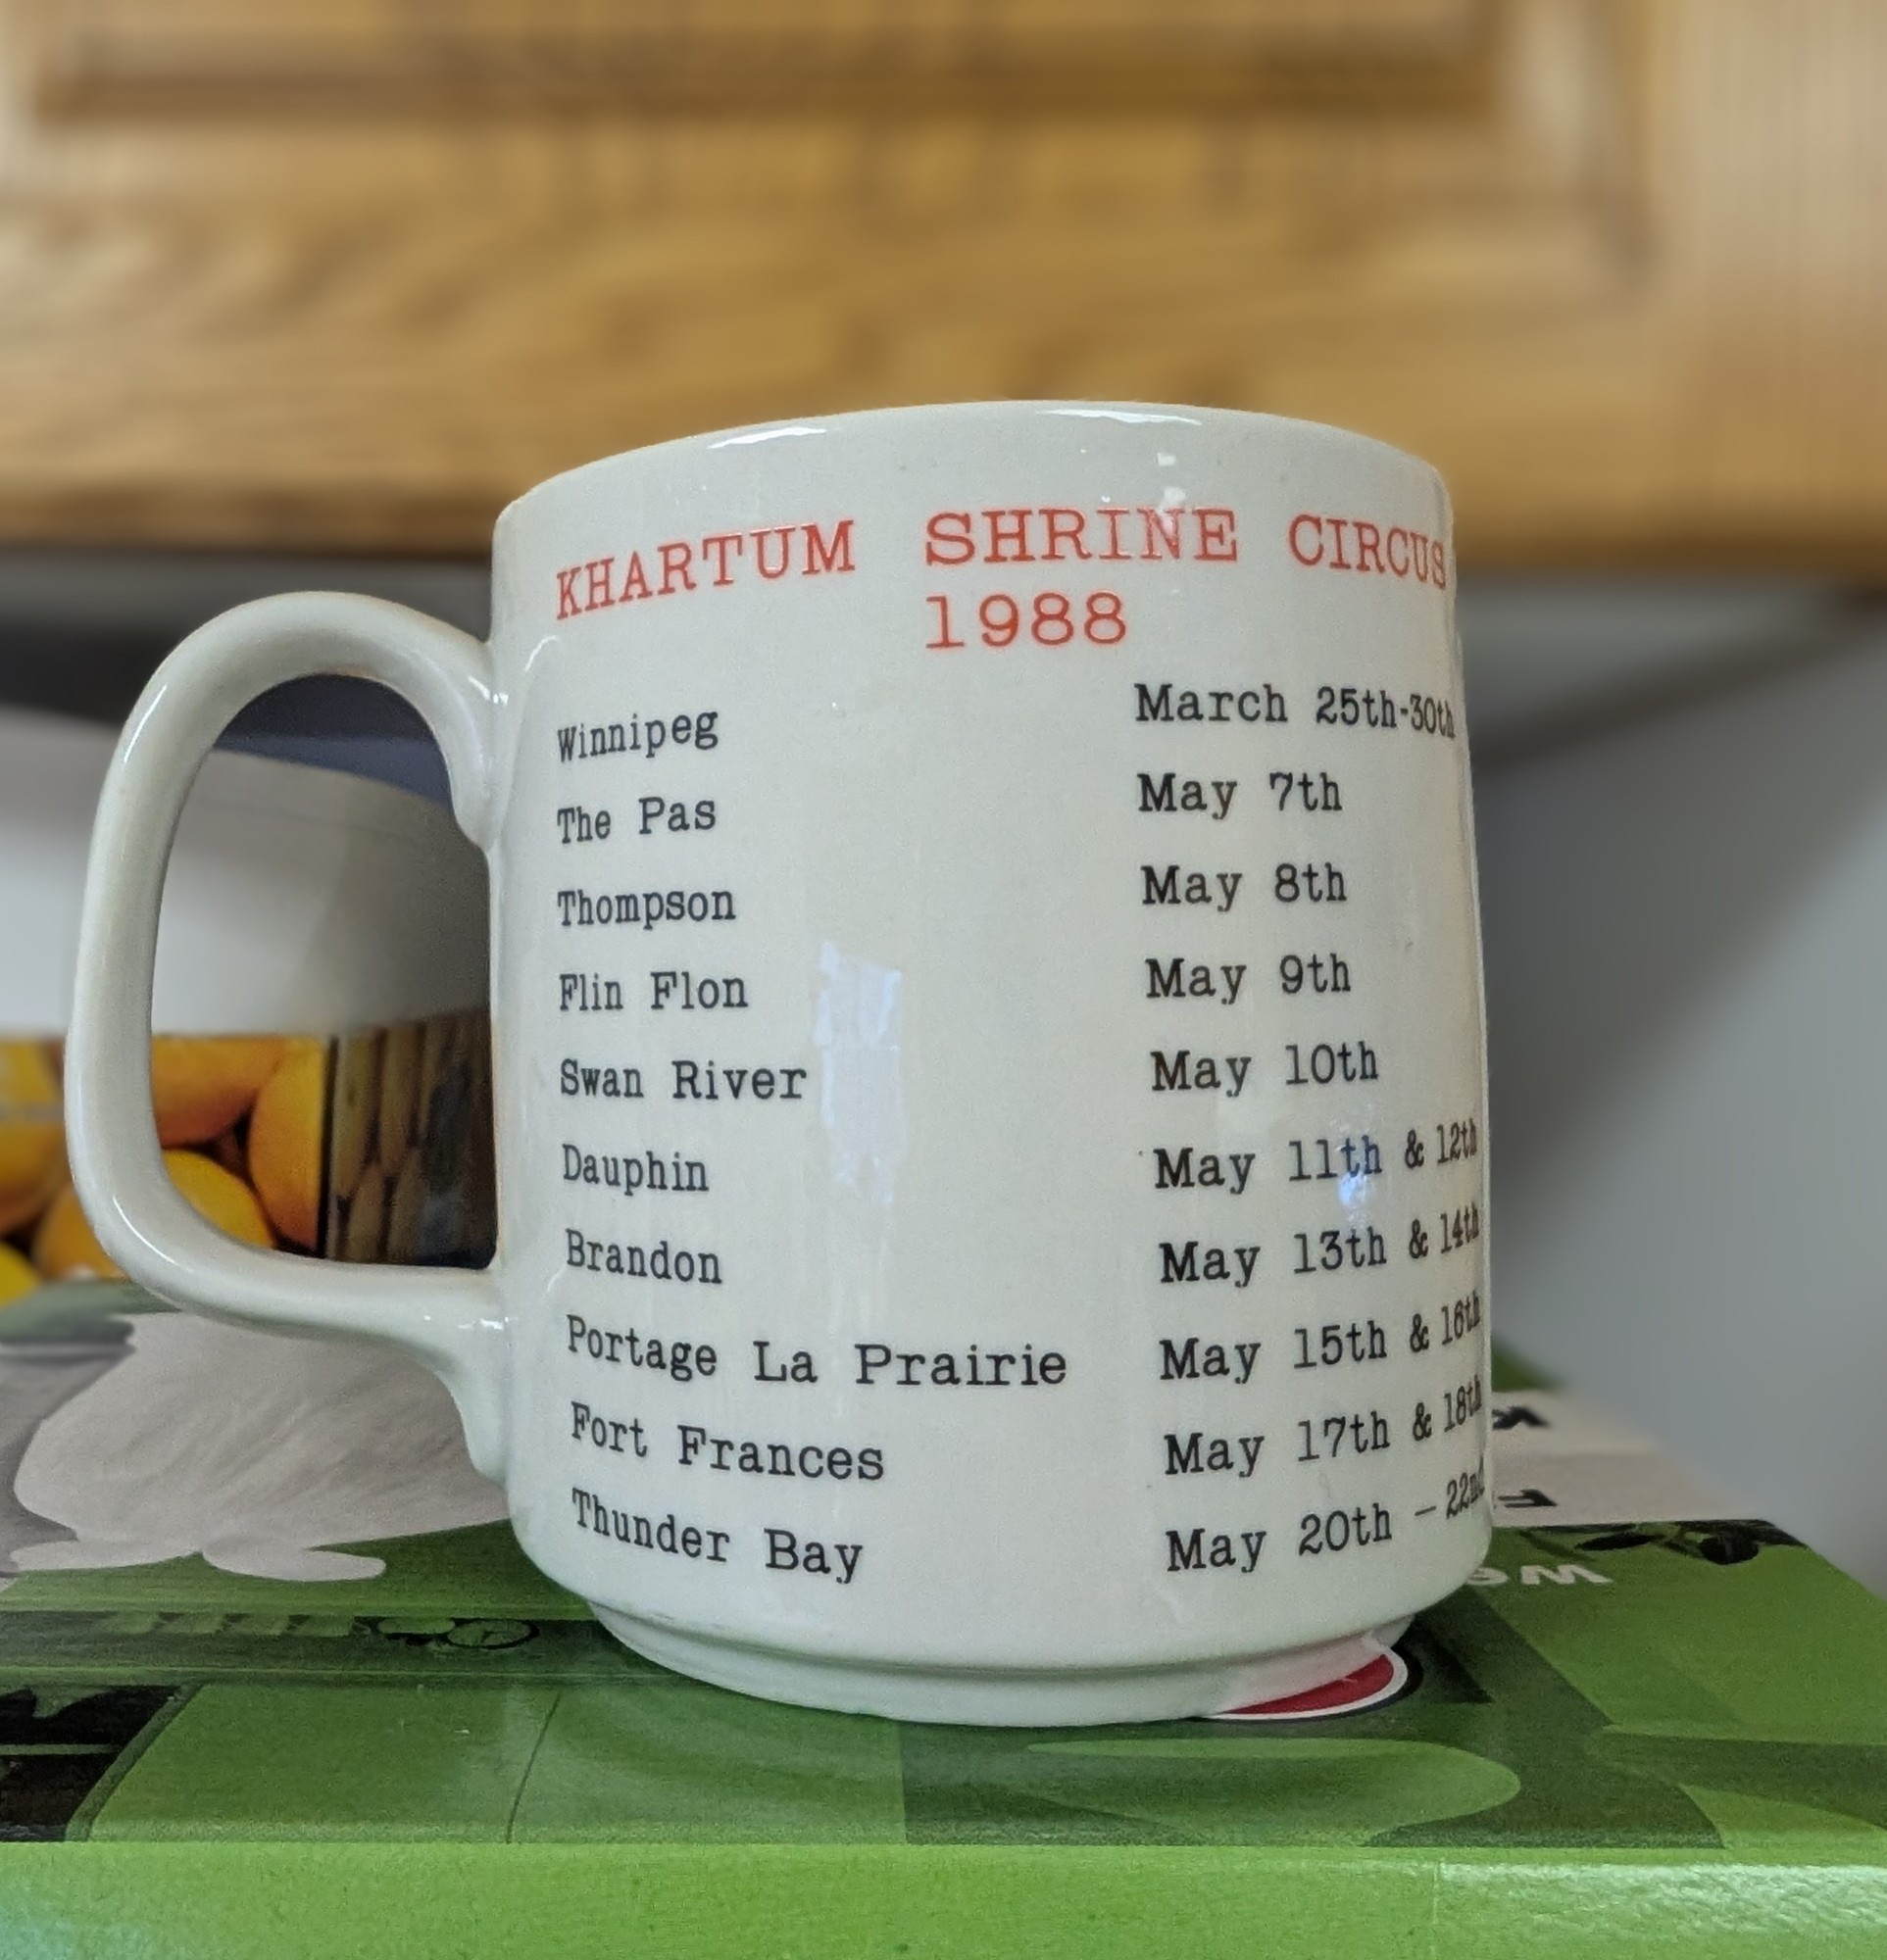 KHARTUM SHRINE CIRCUS
1988
Winnipeg March 25th-30th
The Pas May 7th
Thompson May 8th
Flin Flon May 9th
Swan River May 10th
Dauphin May 11th & 12th
Brandon May 13th & 14th
Portage La Prairie May 15th & 16th
Fort Frances May 17th & 18th
Thunder Bay May 20th - 22nd